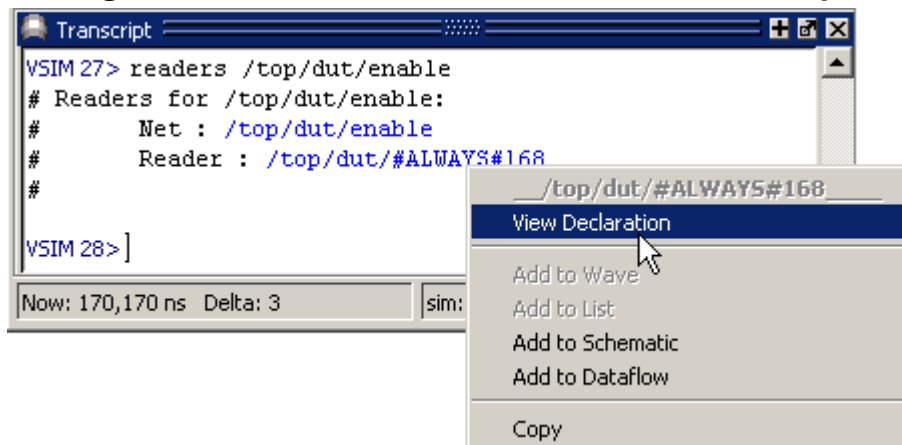 Transcript
VSIM 27> readers /top/dut/enable
# Readers for /top/dut/enable:
#       Net : /top/dut/enable
#       Reader : /top/dut/#ALWAYS#168
#
VSIM 28>
Now: 170,170 ns  Delta: 3
sim:
__/top/dut/#ALWAYS#168____
View Declaration
Add to Wave
Add to List
Add to Schematic
Add to Dataflow
Copy